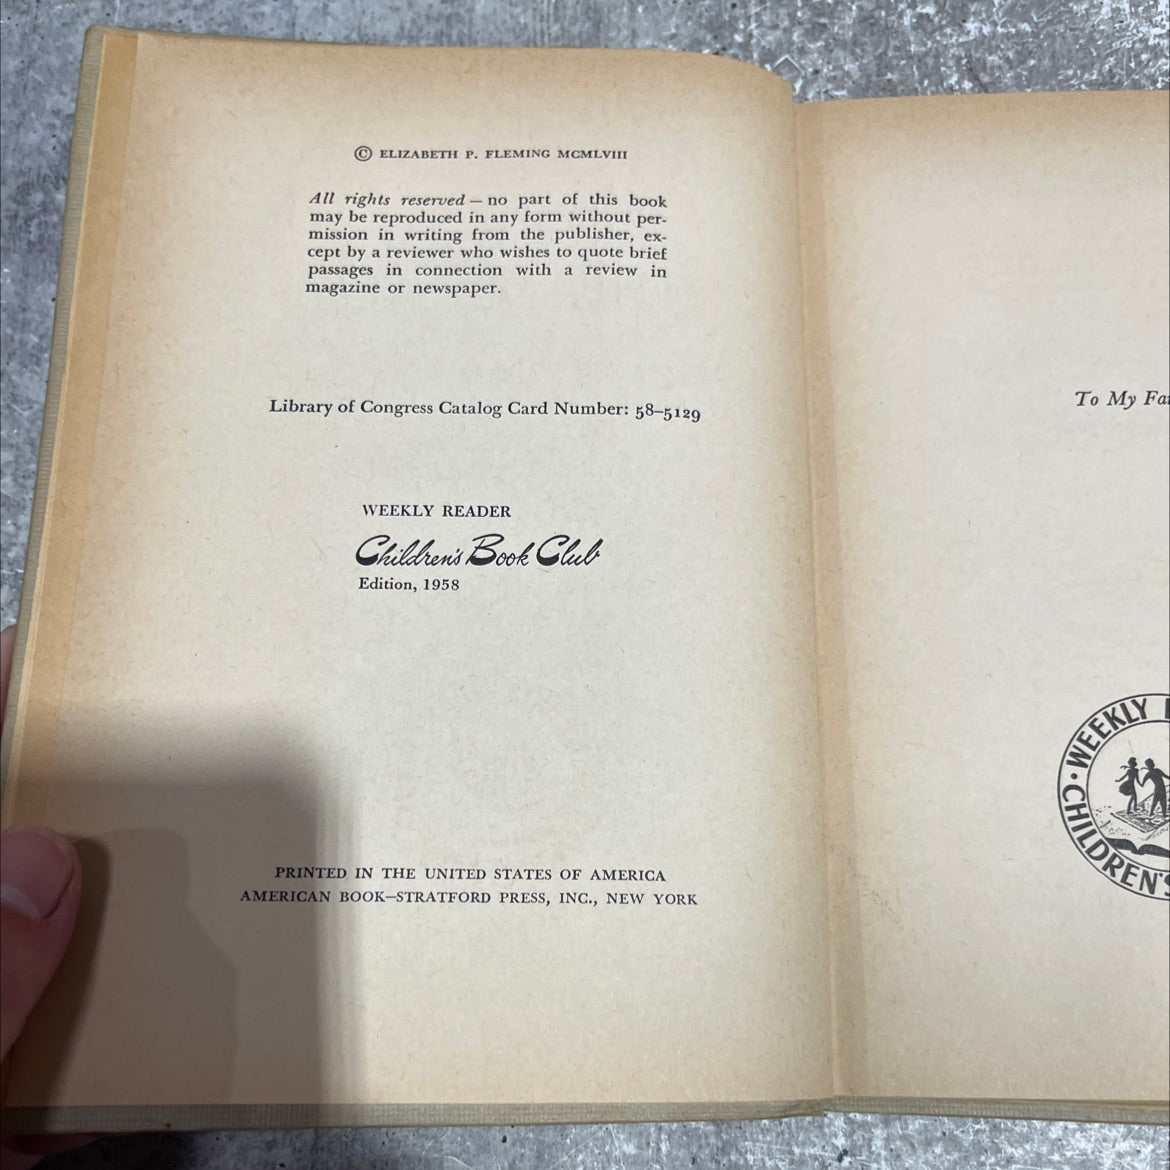 © ELIZABETH P. FLEMING MCMLVIII
All rights reserved — no part of this book
may be reproduced in any form without per-
mission in writing from the publisher, ex-
cept by a reviewer who wishes to quote brief
passages in connection with a review in
magazine or newspaper.
Library of Congress Catalog Card Number: 58–5129
WEEKLY READER
Children's Book Club
Edition, 1958
PRINTED IN THE UNITED STATES OF AMERICA
AMERICAN BOOK–STRATFORD PRESS, INC., NEW YORK
To My
· WEEKLY
CHILDREN'S